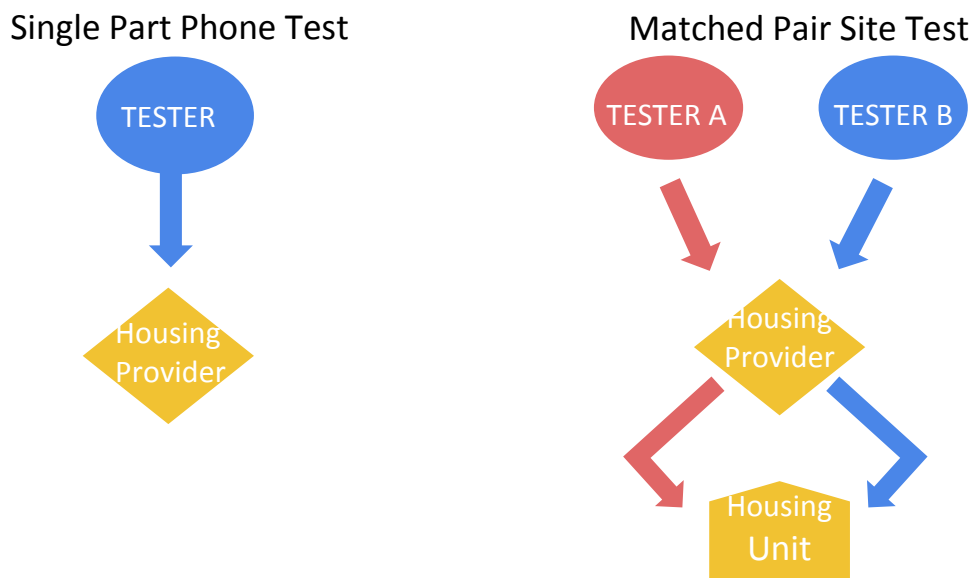 Single Part Phone Test
TESTER
Housing
Provider
Matched Pair Site Test
TESTER A
TESTER B
Housing
Provider
Housing
Unit